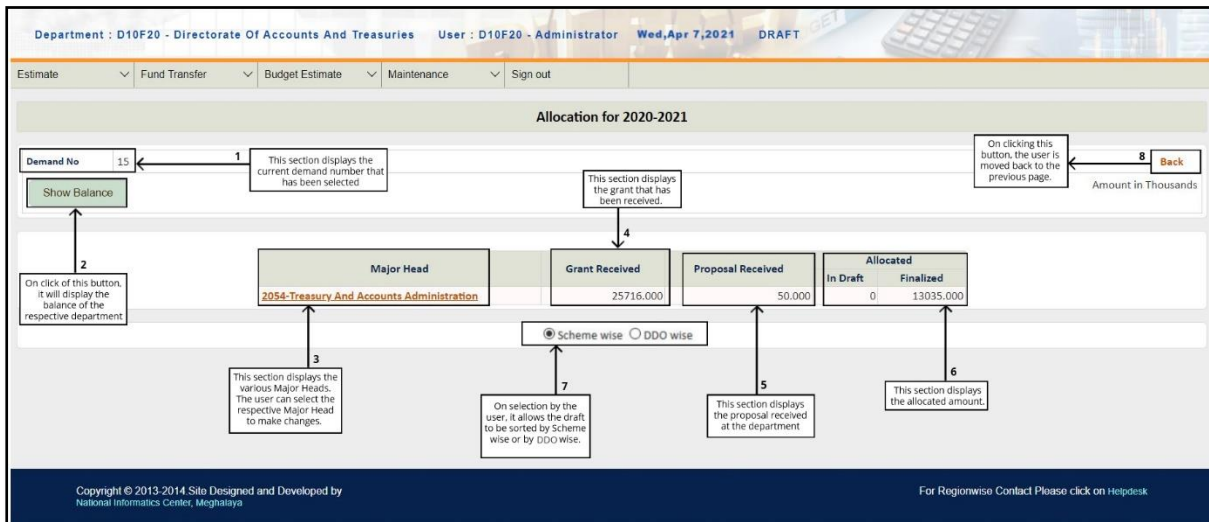 Department : D10F20 - Directorate Of Accounts And Treasuries User : D10F20 - Administrator Wed,Apr 7,2021 DRAFT
GET
Estimate Fund Transfer Budget Estimate Maintenance Sign out
Allocation for 2020-2021
Demand No 15
1
This section displays the
current demand number that
has been selected
On clicking this
button, the user is
moved back to the
previous page.
8
Back
Show Balance
Amount in Thousands
This section displays
the grant that has
been received.
4
2
On click of this button,
it will display the
balance of the
respective department
Major Head Grant Received Proposal Received Allocated
In Draft Finalized
2054-Treasury And Accounts Administration 25716.000 50.000 0 13035.000
Scheme wise DDO wise
3
This section displays the
various Major Heads.
The user can select the
respective Major Head
to make changes.
7
On selection by the
user, it allows the draft
to be sorted by Scheme
wise or by DDO wise.
5
This section displays
the proposal received
at the department
6
This section displays
the allocated amount.
Copyright © 2013-2014.Site Designed and Developed by
National Informatics Center, Meghalaya
For Regionwise Contact Please click on Helpdesk